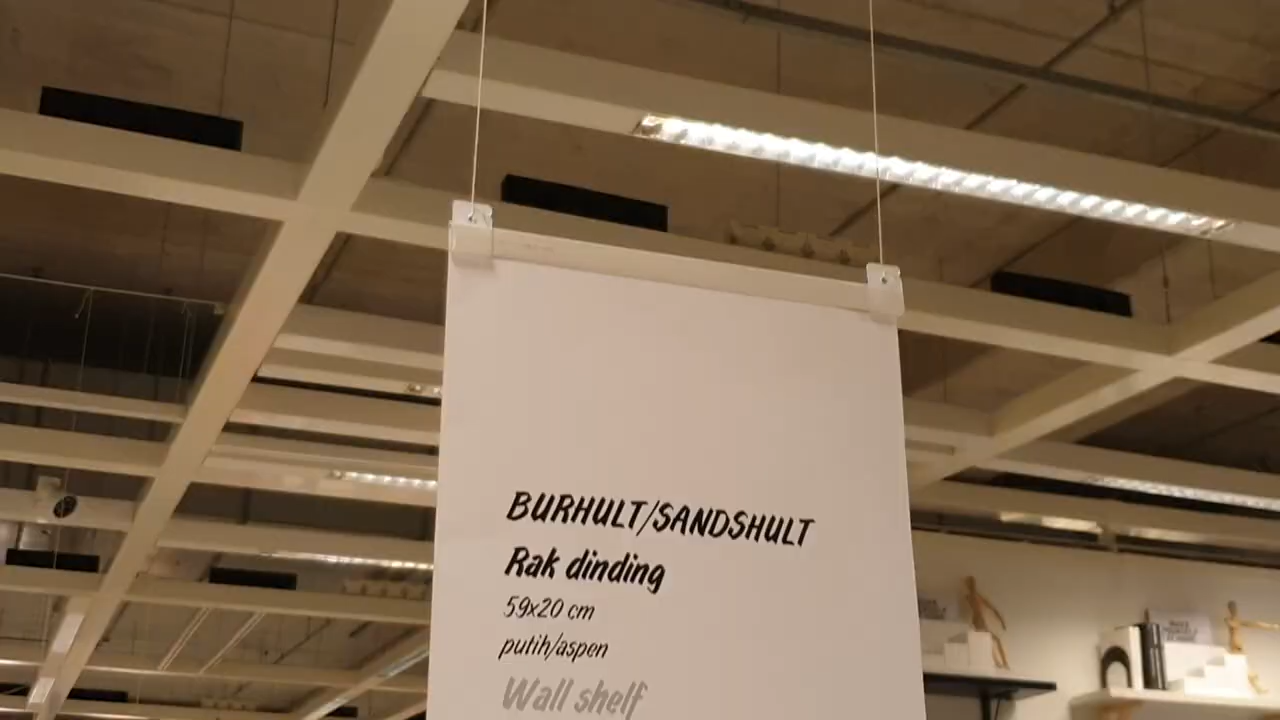 BURHULT/SANDSHULT
Rak dinding
59x20 cm
putih/aspen
Wall shelf